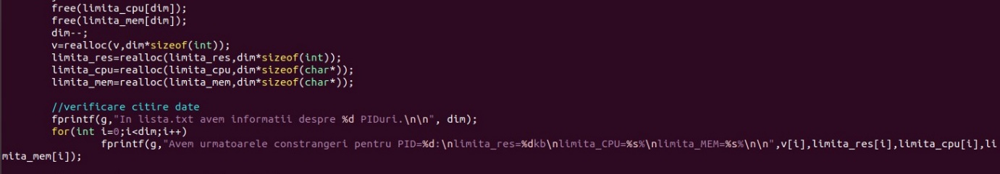 free(limita_cpu[dim]);
free(limita_mem[dim]);
dim--;
v=realloc(v,dim*sizeof(int));
limita_res=realloc(limita_res,dim*sizeof(int));
limita_cpu=realloc(limita_cpu,dim*sizeof(char*));
limita_mem=realloc(limita_mem,dim*sizeof(char*));
//verificare citire date
fprintf(g,"In lista.txt avem informatii despre %d PIDuri.\n\n", dim);
for(int i=0;i<dim;i++)
fprintf(g,"Avem urmatoarele constrangeri pentru PID=%d:\nlimita_res=%dkb\nlimita_CPU=%s%\nlimita_MEM=%s%\n\n",v[i],limita_res[i],limita_cpu[i],li
mita_mem[i]);